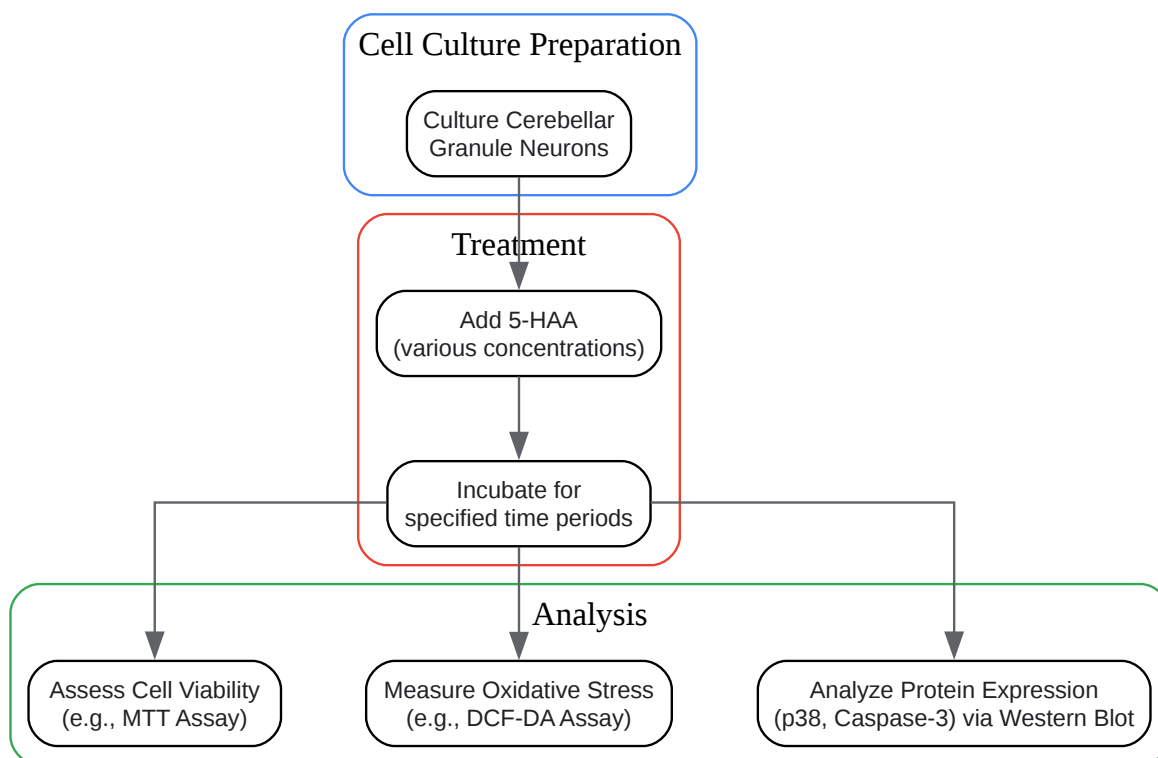 Cell Culture Preparation
Culture Cerebellar
Granule Neurons
Treatment
Add 5-HAA
(various concentrations)
Incubate for
specified time periods
Analysis
Assess Cell Viability
(e.g., MTT Assay)
Measure Oxidative Stress
(e.g., DCF-DA Assay)
Analyze Protein Expression
(p38, Caspase-3) via Western Blot